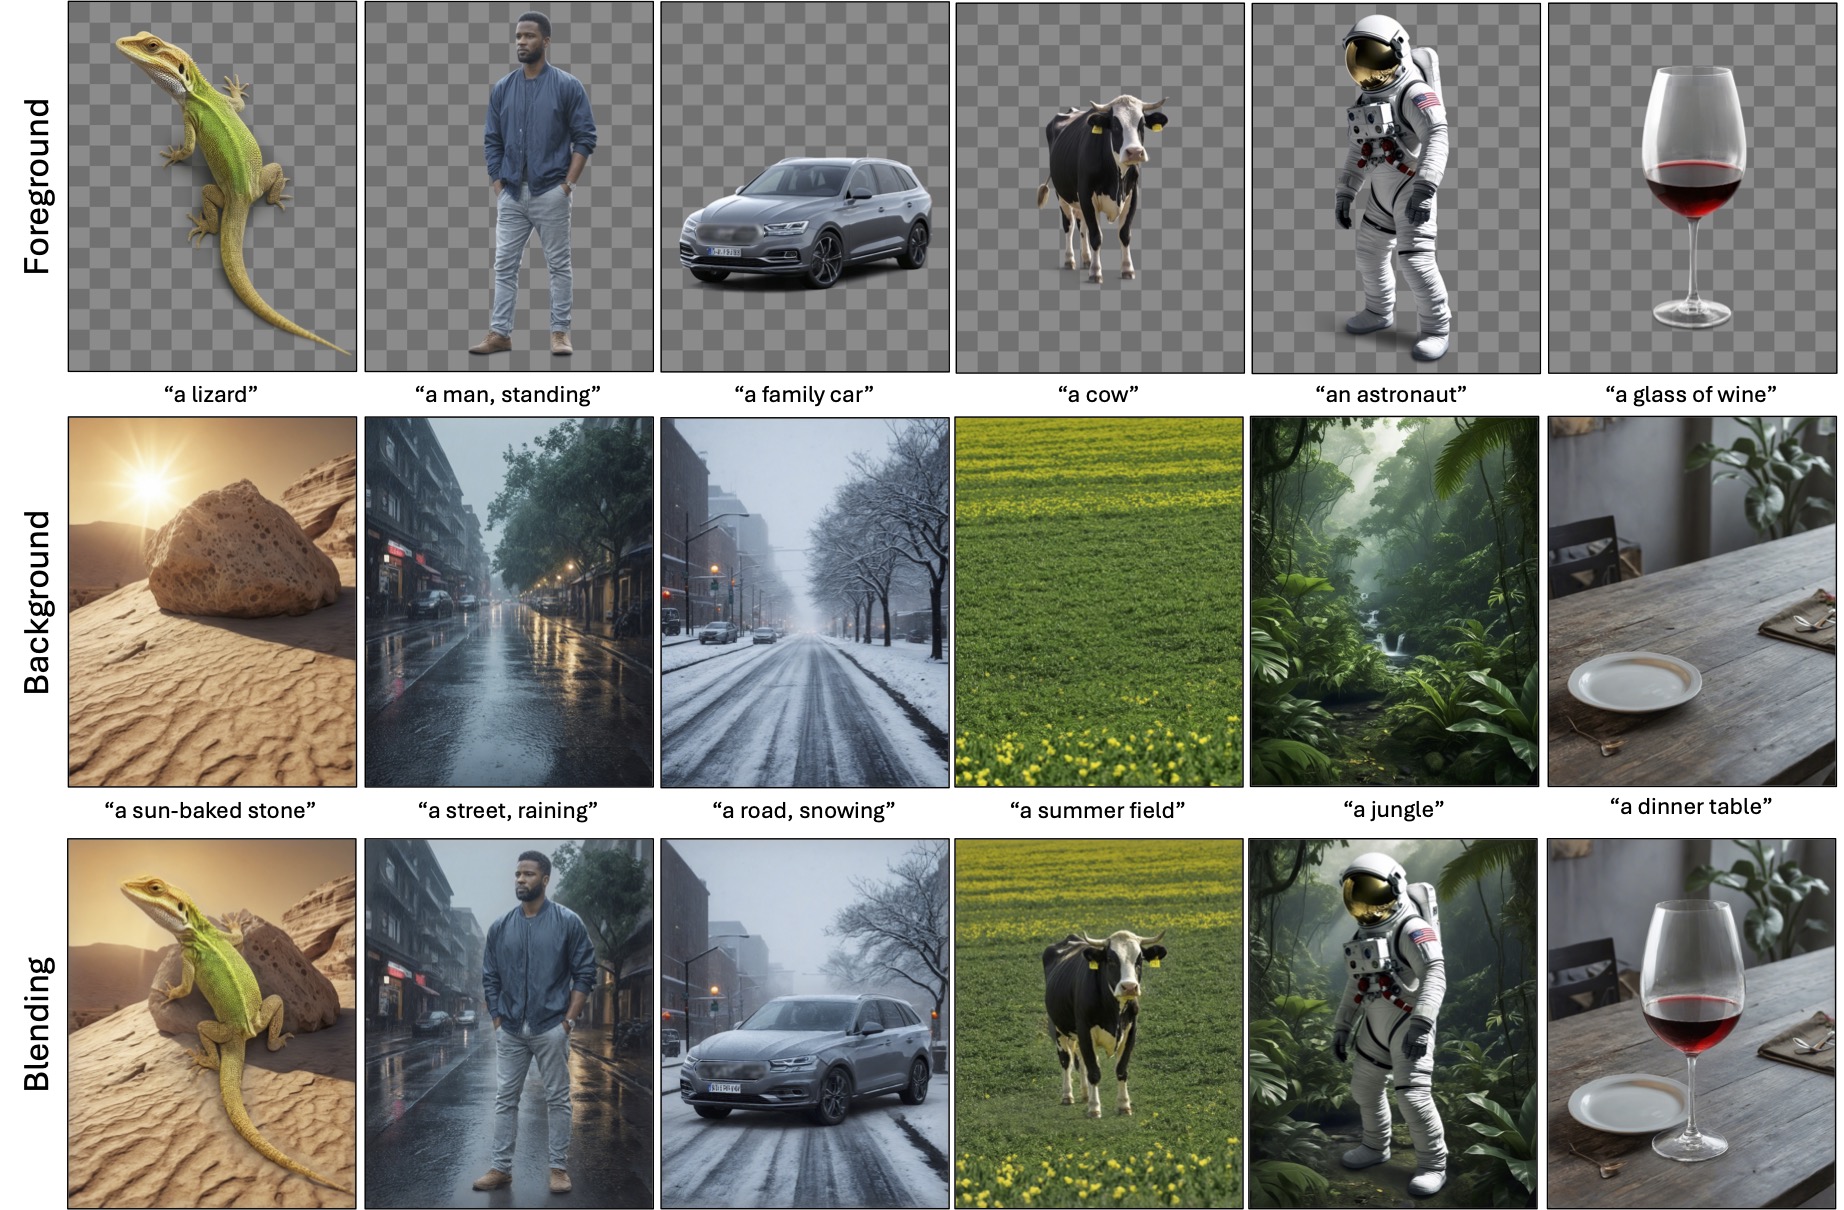 Foreground
“a lizard”
“a man, standing”
“a family car”
“a cow”
“an astronaut”
“a glass of wine”
Background
“a sun-baked stone”
“a street, raining”
“a road, snowing”
“a summer field”
“a jungle”
“a dinner table”
Blending